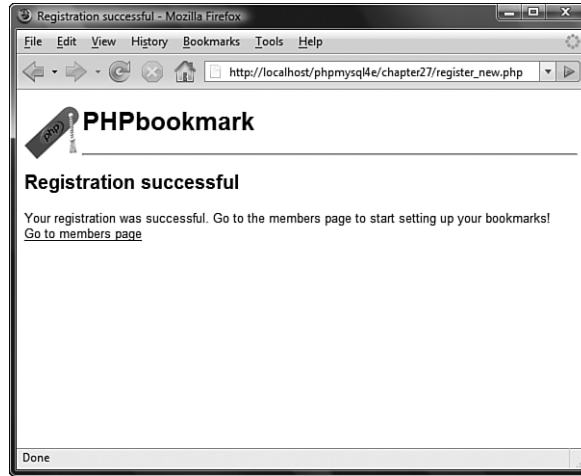 Registration successful - Mozilla Firefox
File Edit View History Bookmarks Tools Help
http://localhost/phpmysql4e/chapter27/register_new.php
php
PHPbookmark
Registration successful
Your registration was successful. Go to the members page to start setting up your bookmarks!
Go to members page
Done